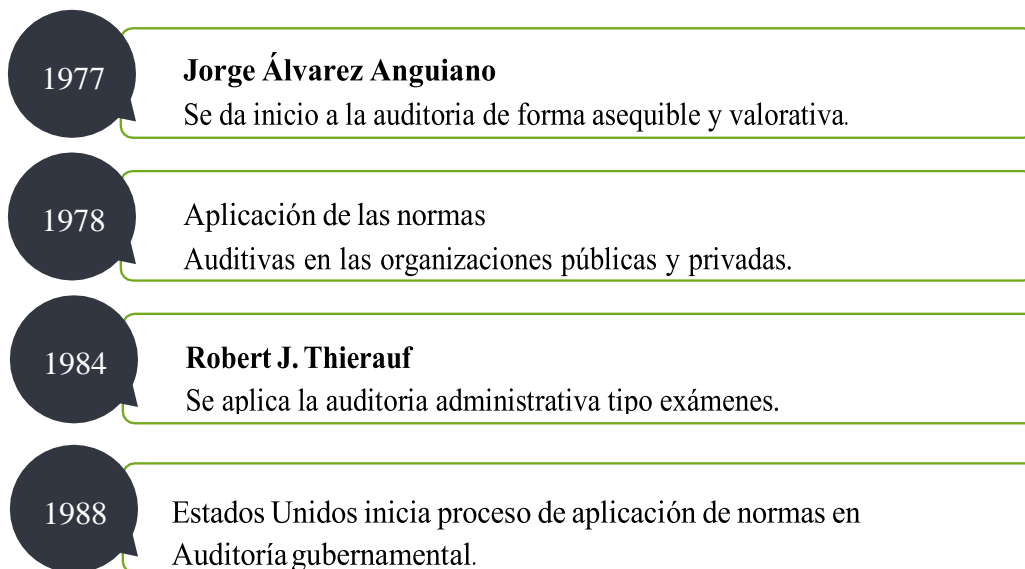 1977
Jorge Álvarez Anguiano
Se da inicio a la auditoria de forma asequible y valorativa.
1978
Aplicación de las normas
Auditivas en las organizaciones públicas y privadas.
1984
Robert J. Thierauf
Se aplica la auditoria administrativa tipo exámenes.
1988
Estados Unidos inicia proceso de aplicación de normas en
Auditoría gubernamental.